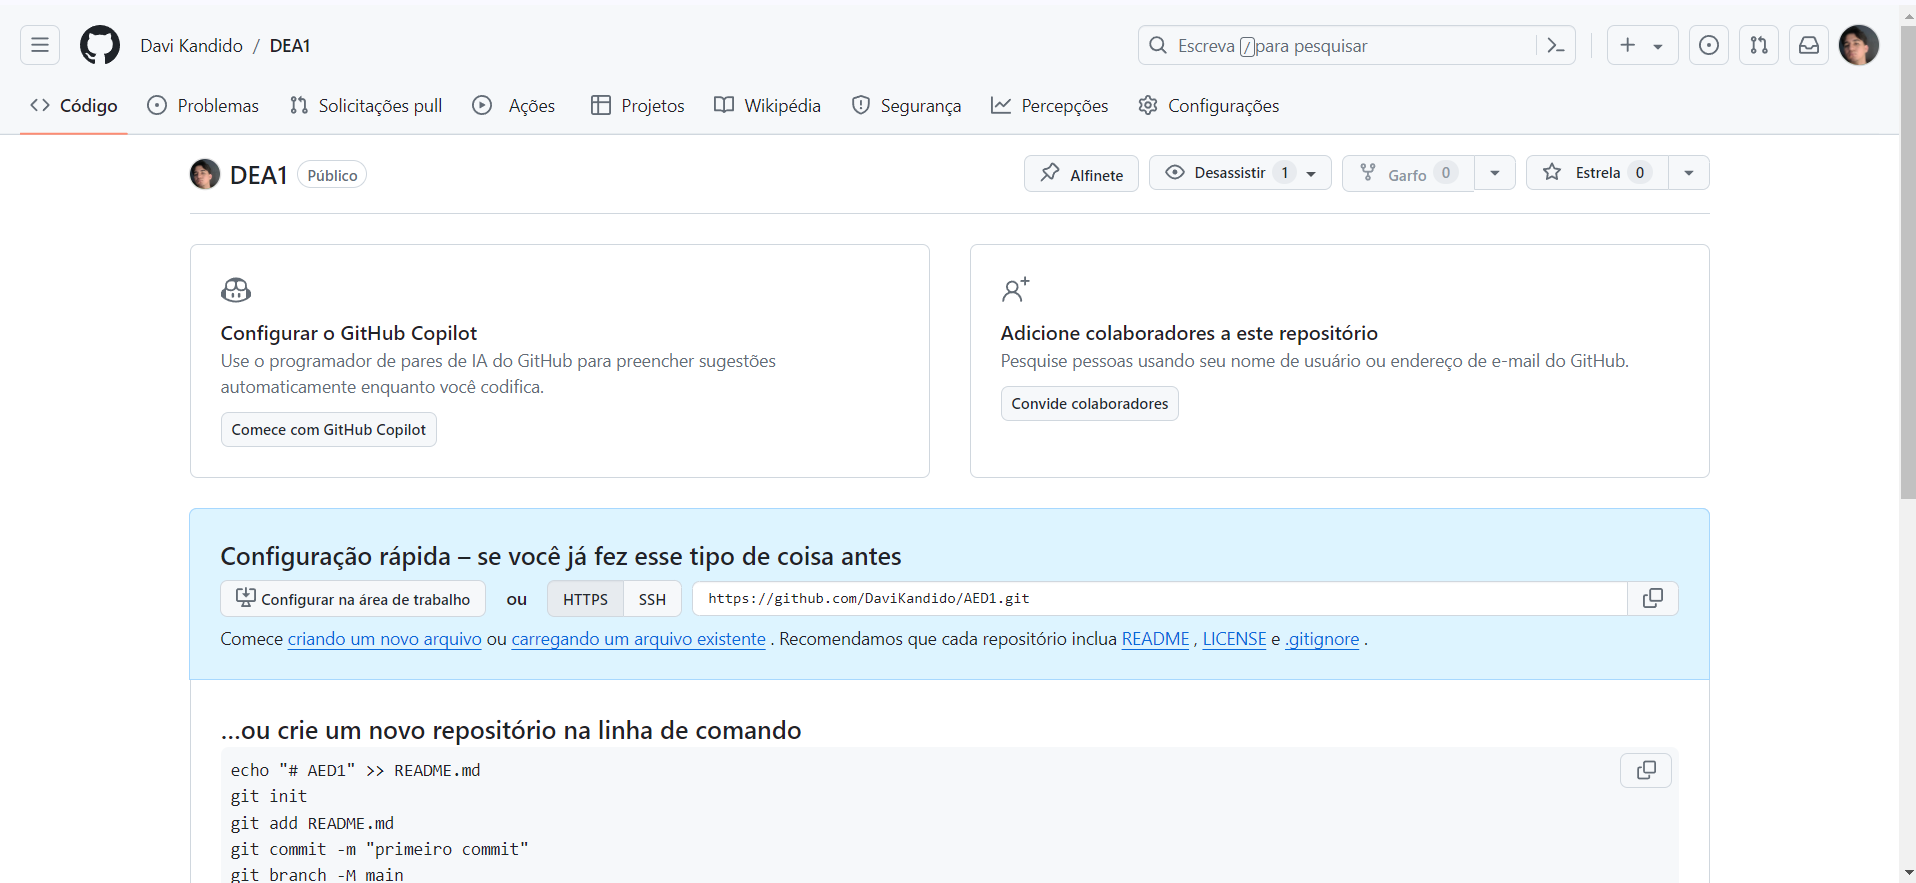 Davi Kandido / DEA1
Escreva / para pesquisar
Código Problemas Solicitações pull Ações Projetos Wikipédia Segurança Percepções Configurações
DEA1 Público
Alfinete Desassistir 1 Garfo 0 Estrela 0
Configurar o GitHub Copilot
Use o programador de pares de IA do GitHub para preencher sugestões
automaticamente enquanto você codifica.
Comece com GitHub Copilot
Adicione colaboradores a este repositório
Pesquise pessoas usando seu nome de usuário ou endereço de e-mail do GitHub.
Convide colaboradores
Configuração rápida – se você já fez esse tipo de coisa antes
Configurar na área de trabalho ou HTTPS SSH https://github.com/DaviKandido/AED1.git
Comece criando um novo arquivo ou carregando um arquivo existente . Recomendamos que cada repositório inclua README , LICENSE e .gitignore .
...ou crie um novo repositório na linha de comando
echo "# AED1" >> README.md
git init
git add README.md
git commit -m "primeiro commit"
git branch -M main